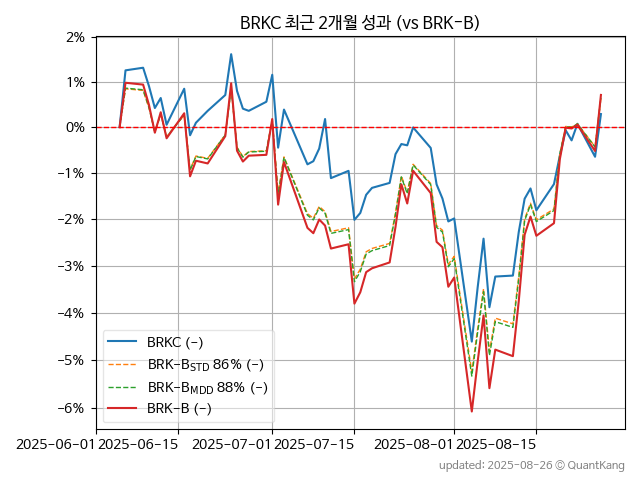 BRKC 최근 2개월 성과 (vs BRK-B)
2%
1%
0%
-1%
-2%
-3%
-4%
-5%
-6%
BRKC (-)
BRK-BSTD 86% (-)
BRK-BMDD 88% (-)
BRK-B (-)
2025-06-01 2025-06-15 2025-07-01 2025-07-15 2025-08-01 2025-08-15
updated: 2025-08-26 © QuantKang